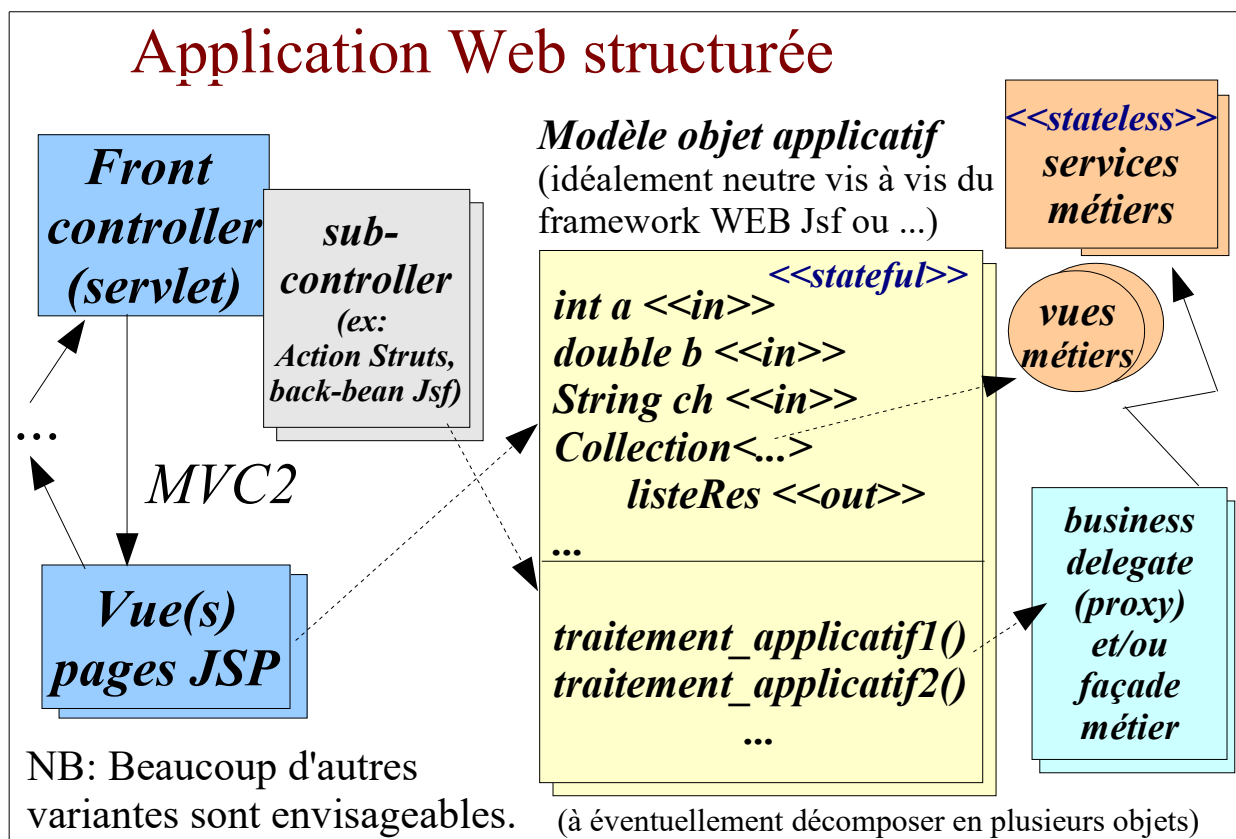 Application Web structurée
Front
controller
(servlet)
sub-
controller
(ex:
Action Struts,
back-bean Jsf)
...
MVC2
Vue(s)
pages JSP
NB: Beaucoup d'autres
variantes sont envisageables.
Modèle objet applicatif
(idéalement neutre vis à vis du
framework WEB Jsf ou ...)
<<stateful>>
int a <<in>>
double b <<in>>
String ch <<in>>
Collection<...>
listeRes <<out>>
...
traitement_applicatif1()
traitement_applicatif2()
...
(à éventuellement décomposer en plusieurs objets)
<<stateless>>
services
métiers
vues
métiers
business
delegate
(proxy)
et/ou
façade
métier